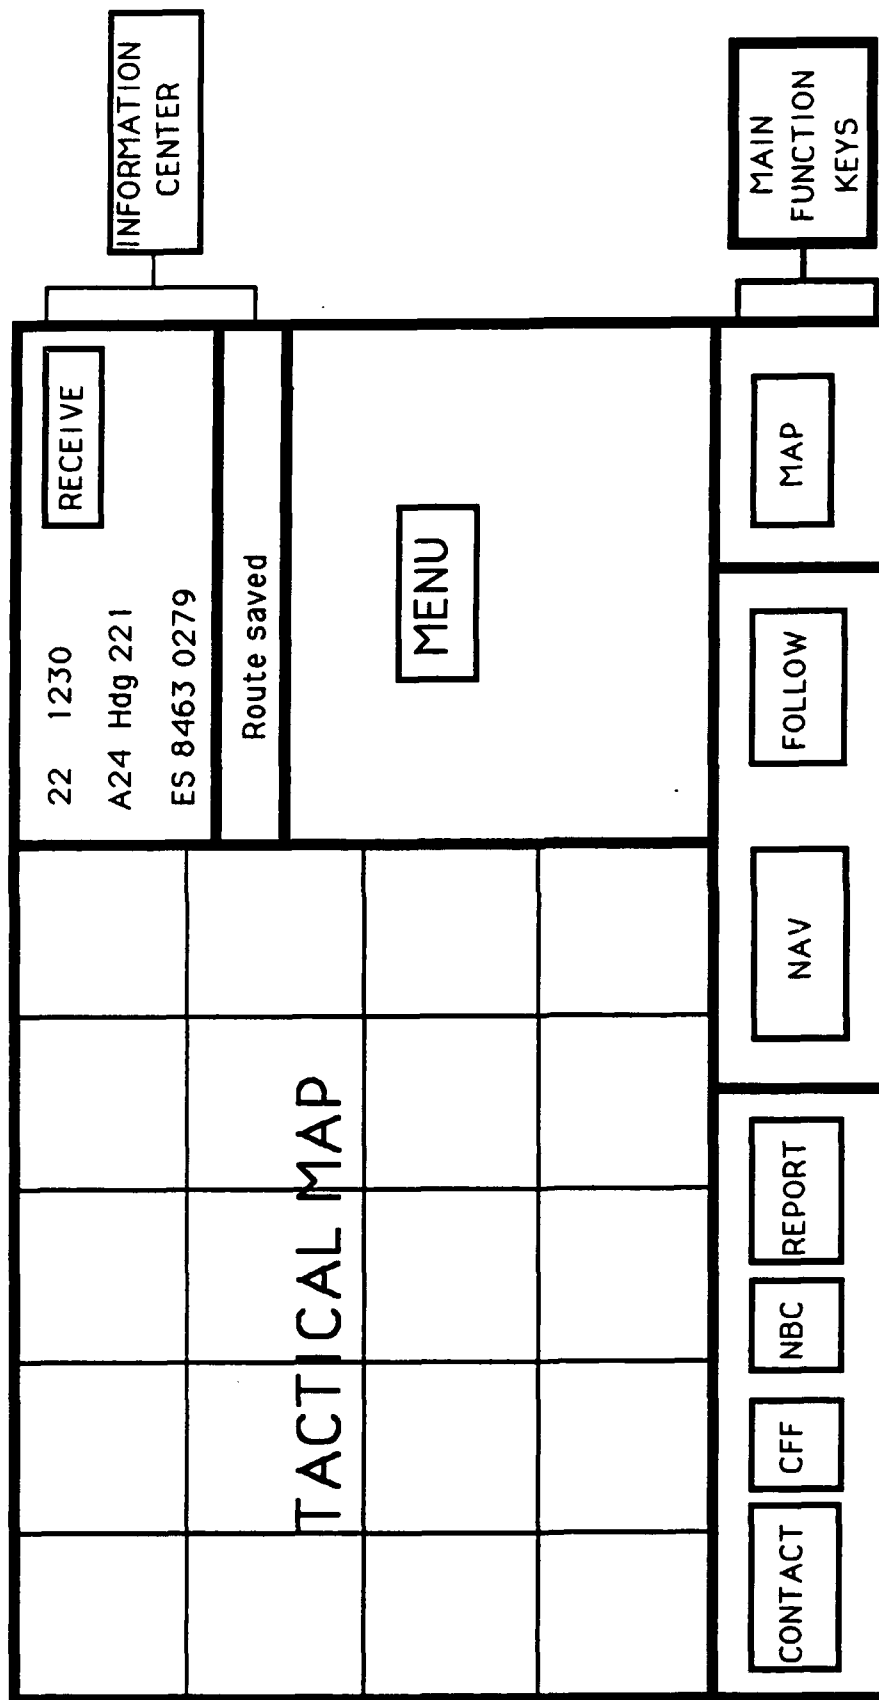 22 1230
RECEIVE
A24 Hdg 221
ES 8463 0279
Route saved
INFORMATION
CENTER
TACTICAL MAP
MENU
CONTACT
CFF
NBC
REPORT
NAV
FOLLOW
MAP
MAIN
FUNCTION
KEYS